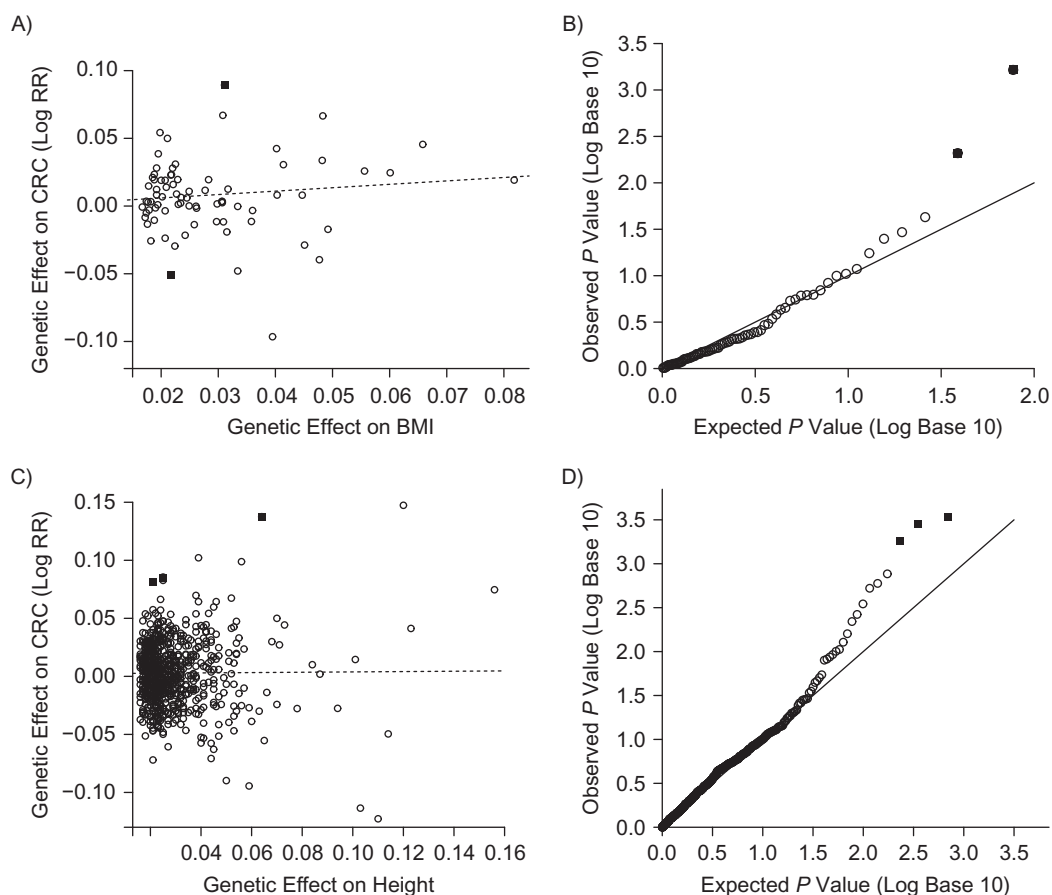 A)
Genetic Effect on CRC (Log RR)
0.10
0.05
0.00
−0.05
−0.10
0.02 0.03 0.04 0.05 0.06 0.07 0.08
Genetic Effect on BMI
B)
Observed P Value (Log Base 10)
3.5
3.0
2.5
2.0
1.5
1.0
0.5
0.0
0.0 0.5 1.0 1.5 2.0
Expected P Value (Log Base 10)
C)
Genetic Effect on CRC (Log RR)
0.15
0.10
0.05
0.00
−0.05
−0.10
0.04 0.06 0.08 0.10 0.12 0.14 0.16
Genetic Effect on Height
D)
Observed P Value (Log Base 10)
3.5
3.0
2.5
2.0
1.5
1.0
0.5
0.0
0.0 0.5 1.0 1.5 2.0 2.5 3.0 3.5
Expected P Value (Log Base 10)